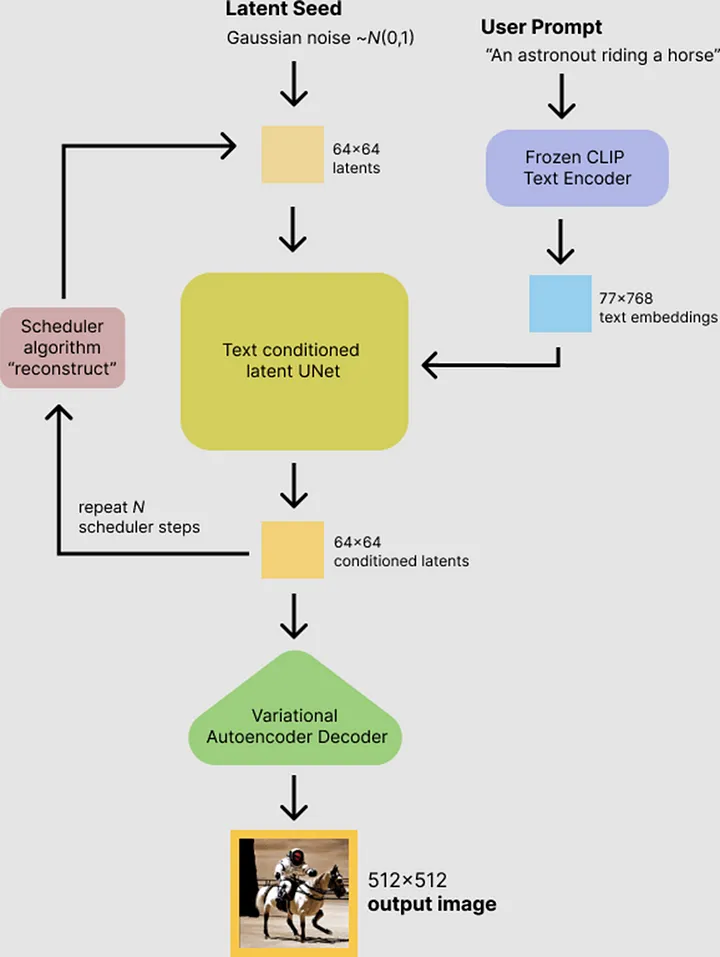 Latent Seed
Gaussian noise ~N(0,1)
User Prompt
“An astronout riding a horse”
64×64
latents
Frozen CLIP
Text Encoder
77×768
text embeddings
Scheduler
algorithm
“reconstruct”
Text conditioned
latent UNet
repeat N
scheduler steps
64×64
conditioned latents
Variational
Autoencoder Decoder
512×512
output image